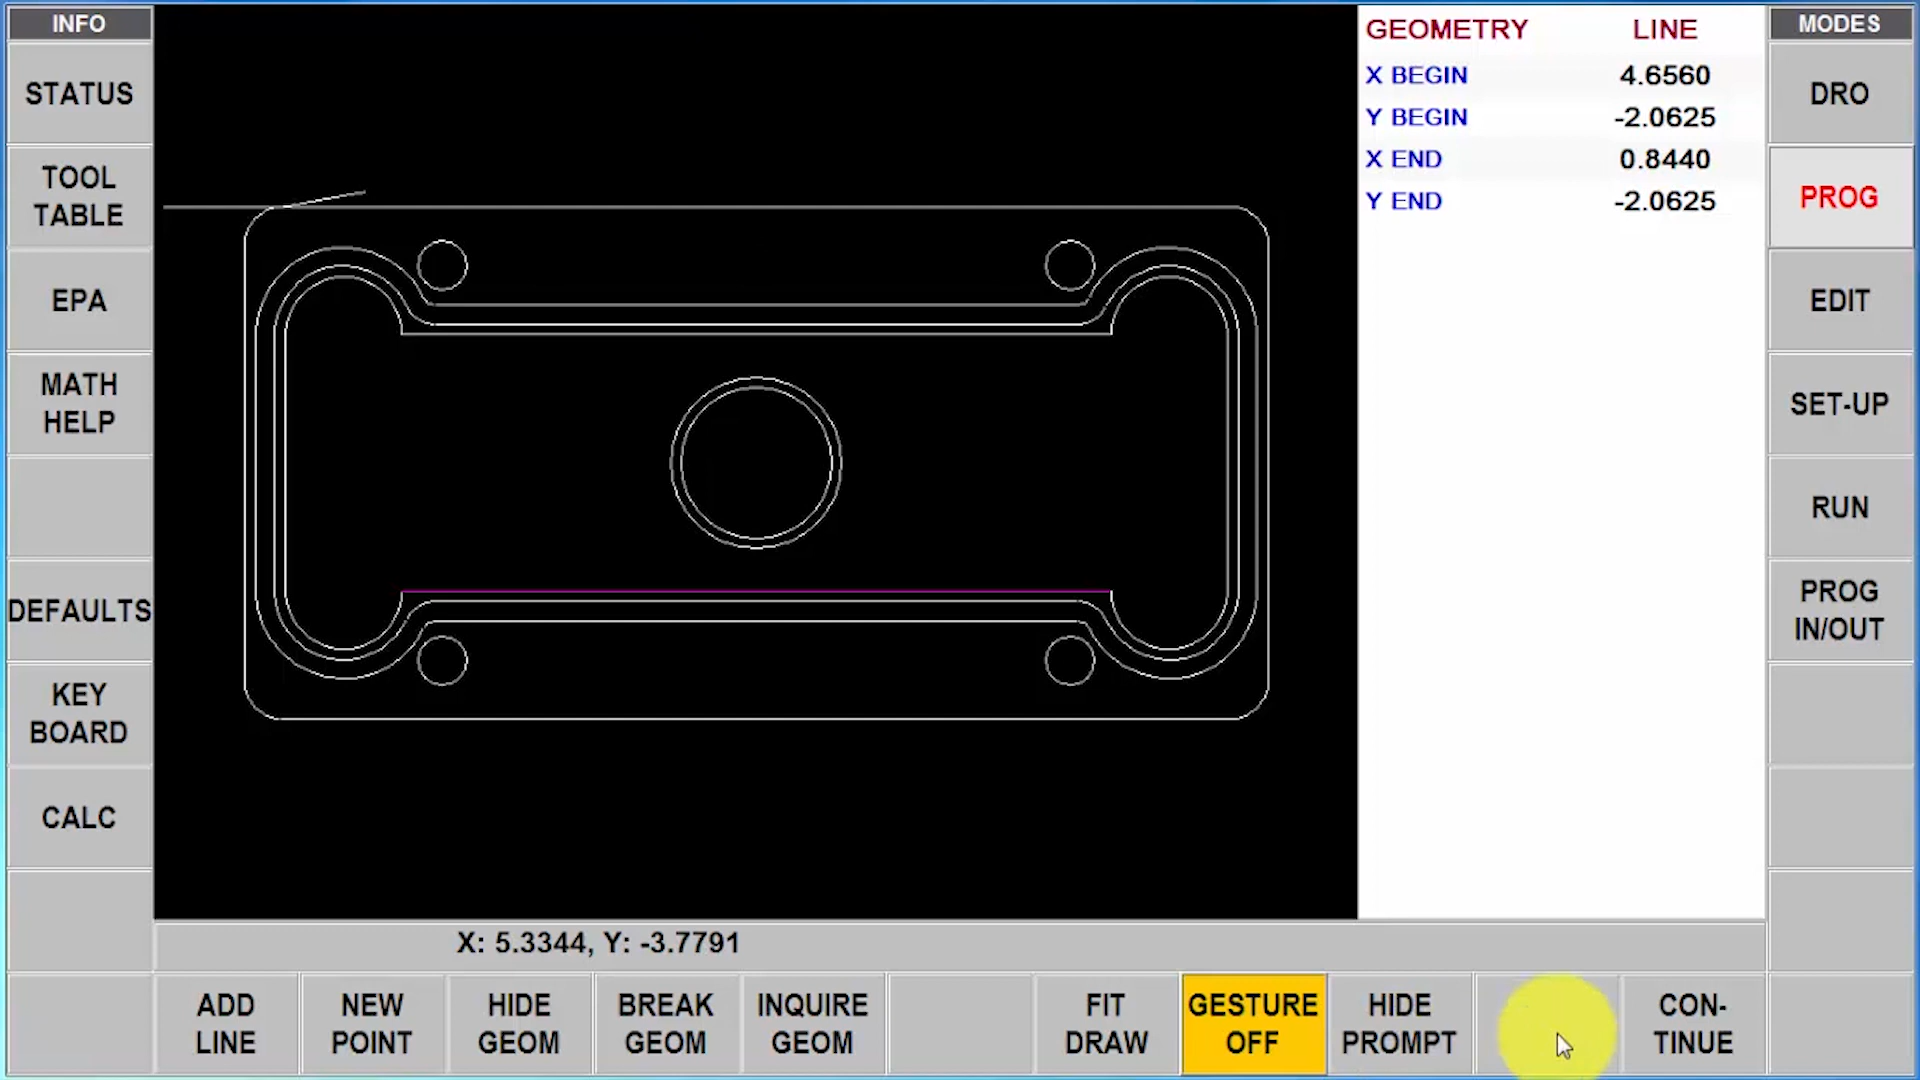 INFO
STATUS
TOOL
TABLE
EPA
MATH
HELP
DEFAULTS
KEY
BOARD
CALC
GEOMETRY LINE
X BEGIN 4.6560
Y BEGIN -2.0625
X END 0.8440
Y END -2.0625
MODES
DRO
PROG
EDIT
SET-UP
RUN
PROG
IN/OUT
X: 5.3344, Y: -3.7791
ADD
LINE
NEW
POINT
HIDE
GEOM
BREAK
GEOM
INQUIRE
GEOM
FIT
DRAW
GESTURE
OFF
HIDE
PROMPT
CON-
TINUE